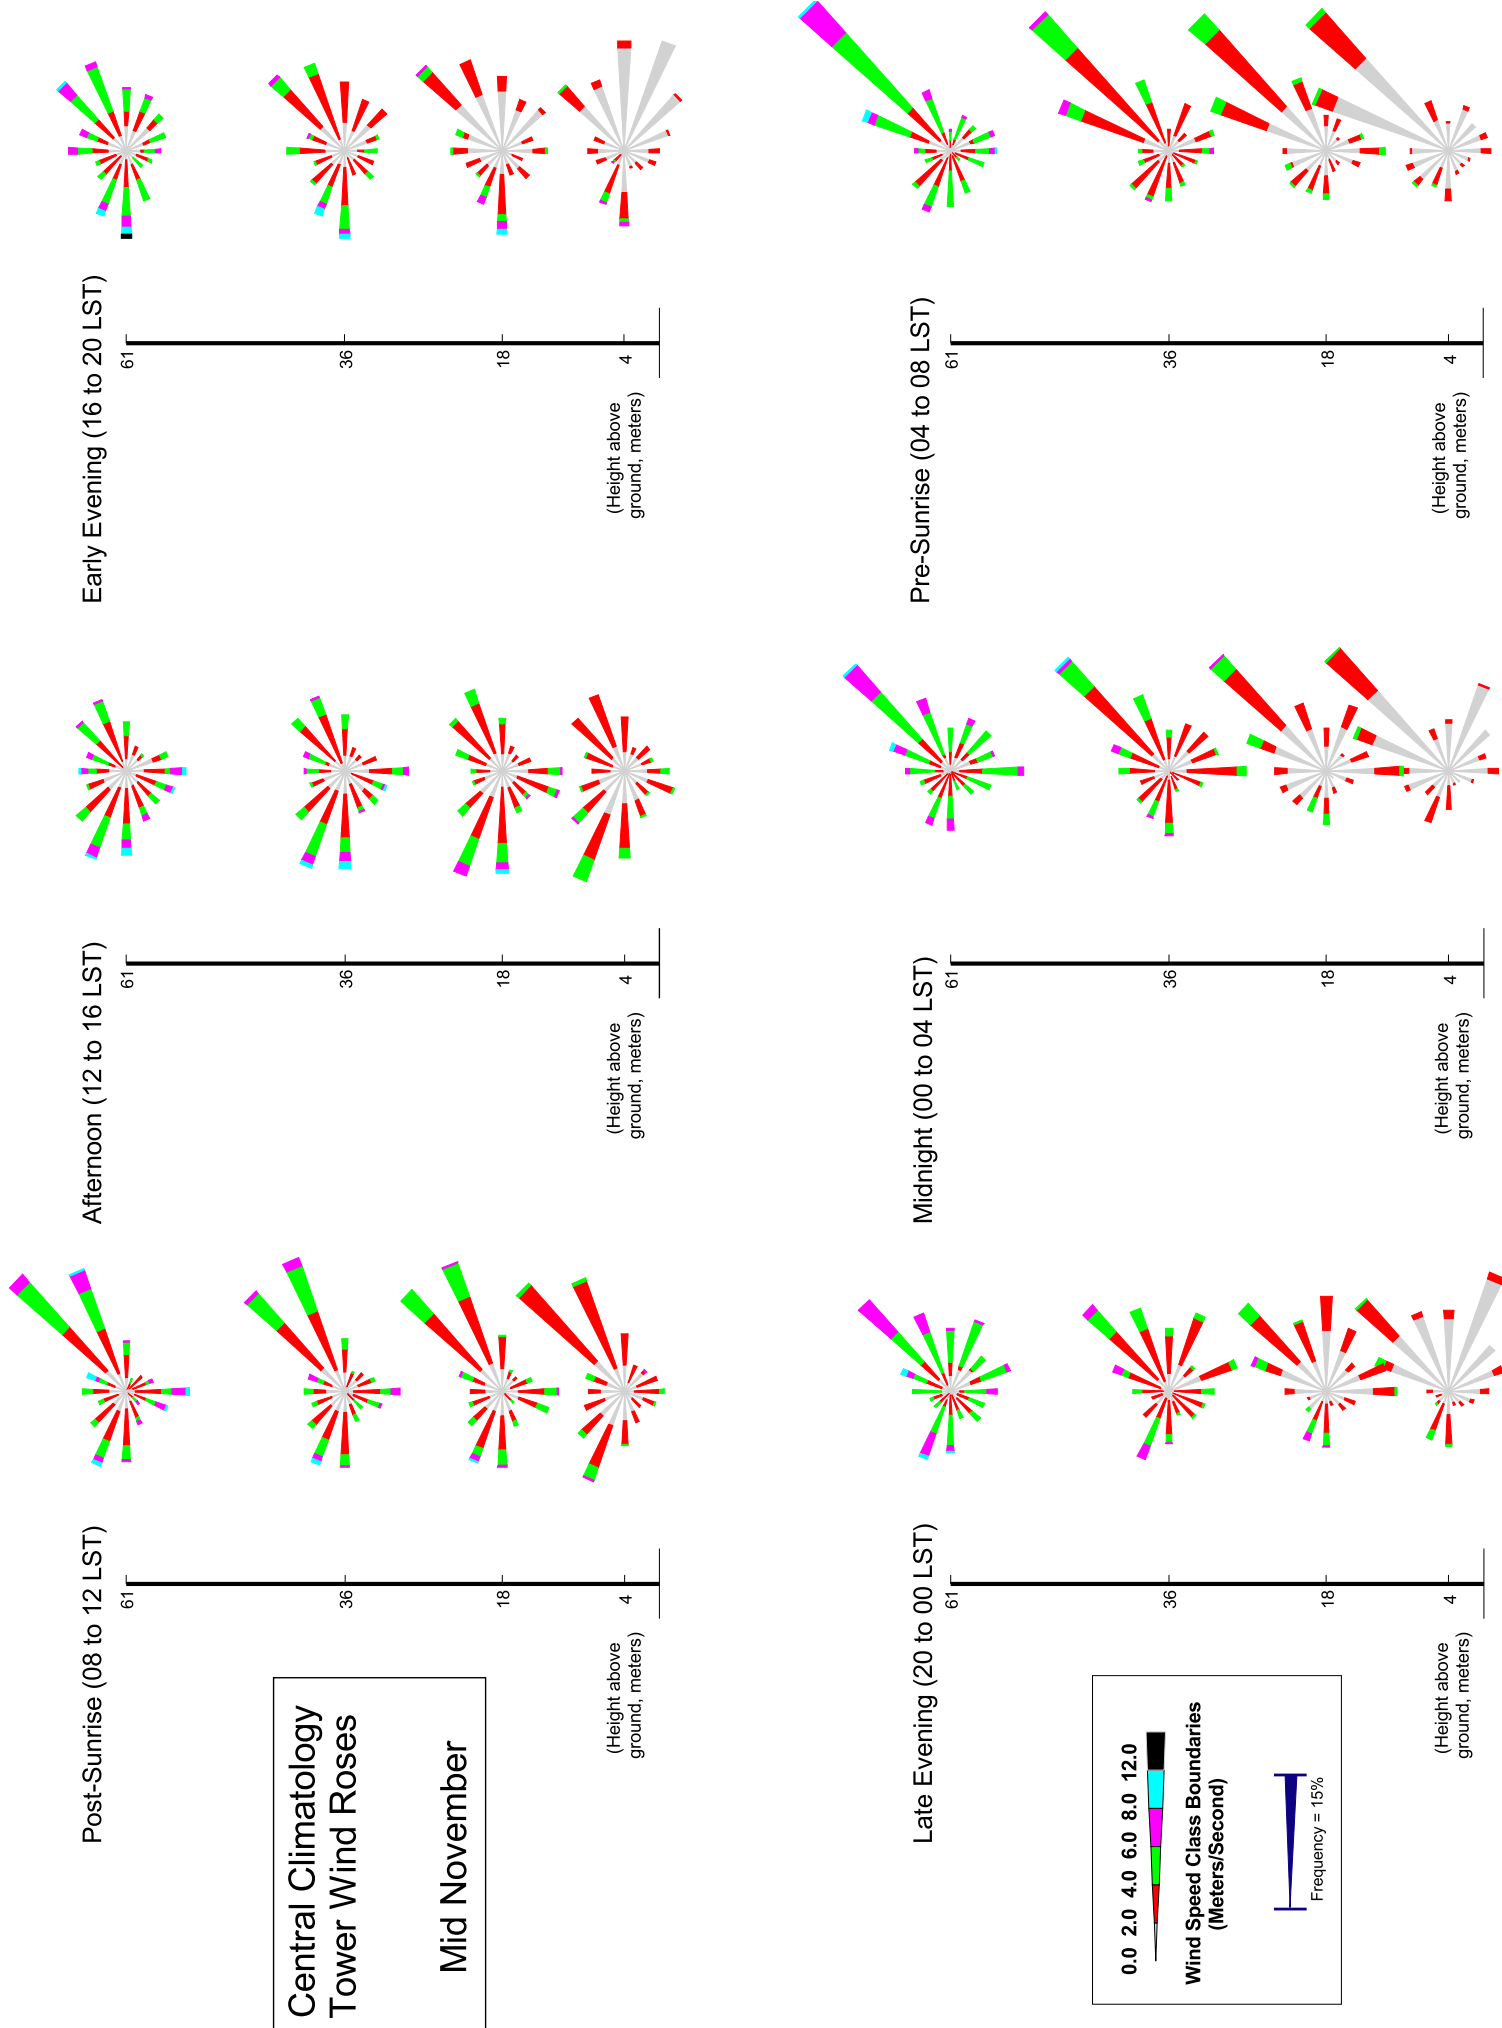 Central Climatology
Tower Wind Roses
Mid November
Post-Sunrise (08 to 12 LST)
61
36
18
4
(Height above
ground, meters)
Afternoon (12 to 16 LST)
61
36
18
4
(Height above
ground, meters)
Early Evening (16 to 20 LST)
61
36
18
4
(Height above
ground, meters)
Late Evening (20 to 00 LST)
61
36
18
4
(Height above
ground, meters)
Midnight (00 to 04 LST)
61
36
18
4
(Height above
ground, meters)
Pre-Sunrise (04 to 08 LST)
61
36
18
4
(Height above
ground, meters)
0.0 2.0 4.0 6.0 8.0 12.0
Wind Speed Class Boundaries
(Meters/Second)
Frequency = 15%